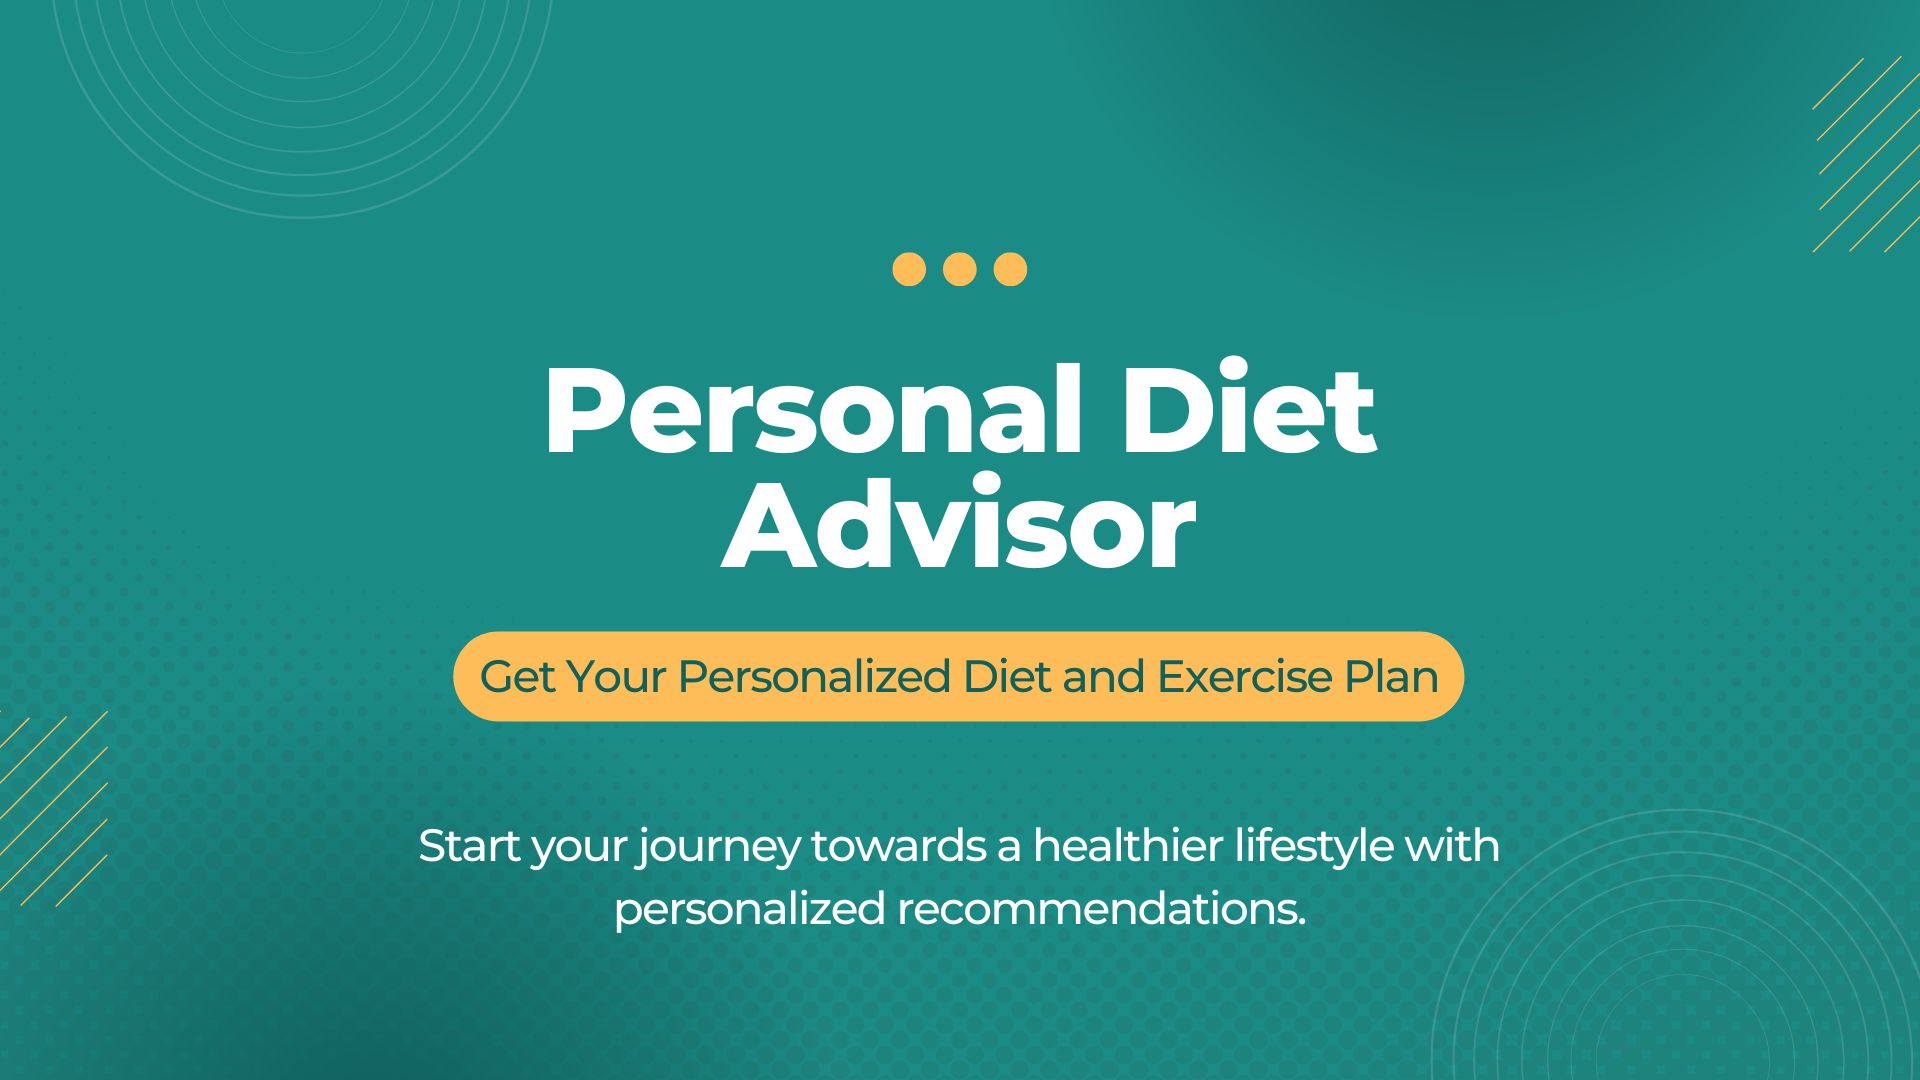 Personal Diet
Advisor
Get Your Personalized Diet and Exercise Plan
Start your journey towards a healthier lifestyle with
personalized recommendations.